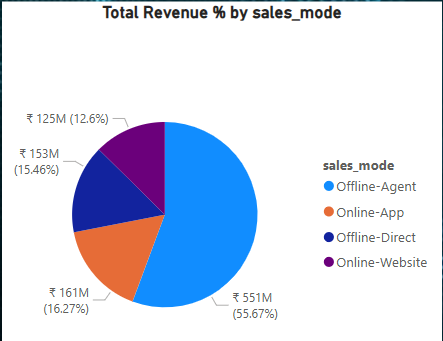 Total Revenue % by sales_mode
₹ 125M (12.6%)
₹ 153M
(15.46%)
₹ 161M
(16.27%)
₹ 551M
(55.67%)
sales_mode
Offline-Agent
Online-App
Offline-Direct
Online-Website